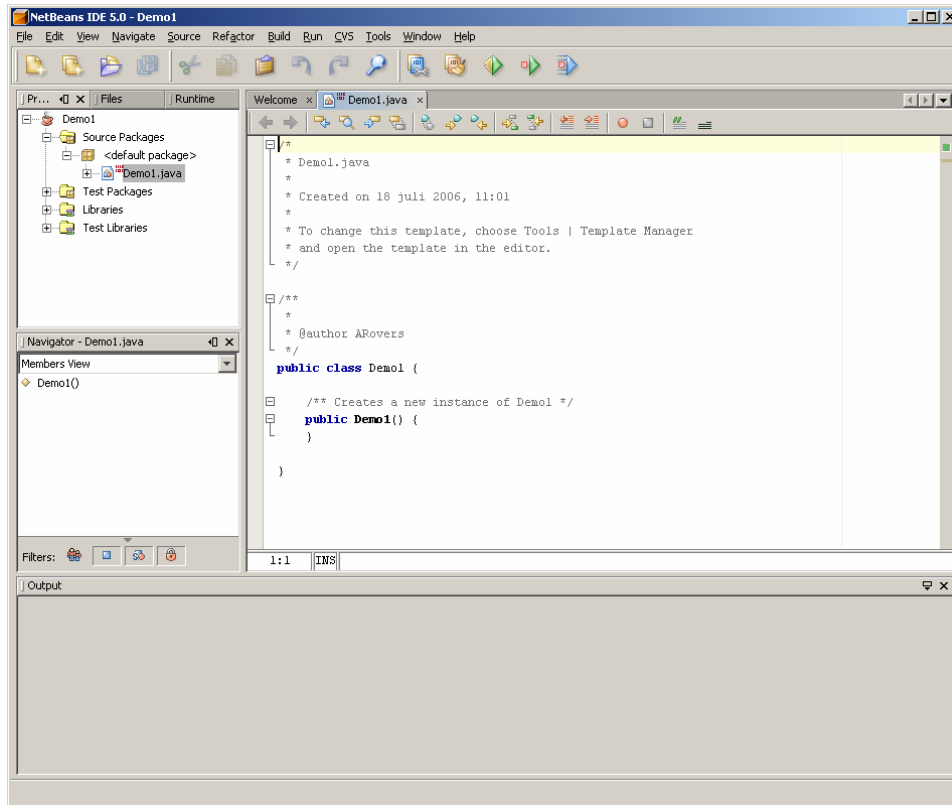 NetBeans IDE 5.0 - Demo1
File Edit View Navigate Source Refactor Build Run CVS Tools Window Help
Pr... Files Runtime
Demo1
Source Packages
<default package>
Demo1.java
Test Packages
Libraries
Test Libraries
Navigator - Demo1.java
Members View
Demo1()
Filters:
Welcome Demo1.java
/*
* Demo1.java
*
* Created on 18 juli 2006, 11:01
*
* To change this template, choose Tools | Template Manager
* and open the template in the editor.
*/
/**
*
* @author ARovers
*/
public class Demo1 {
/** Creates a new instance of Demo1 */
public Demo1() {
}
}
1:1 INS
Output